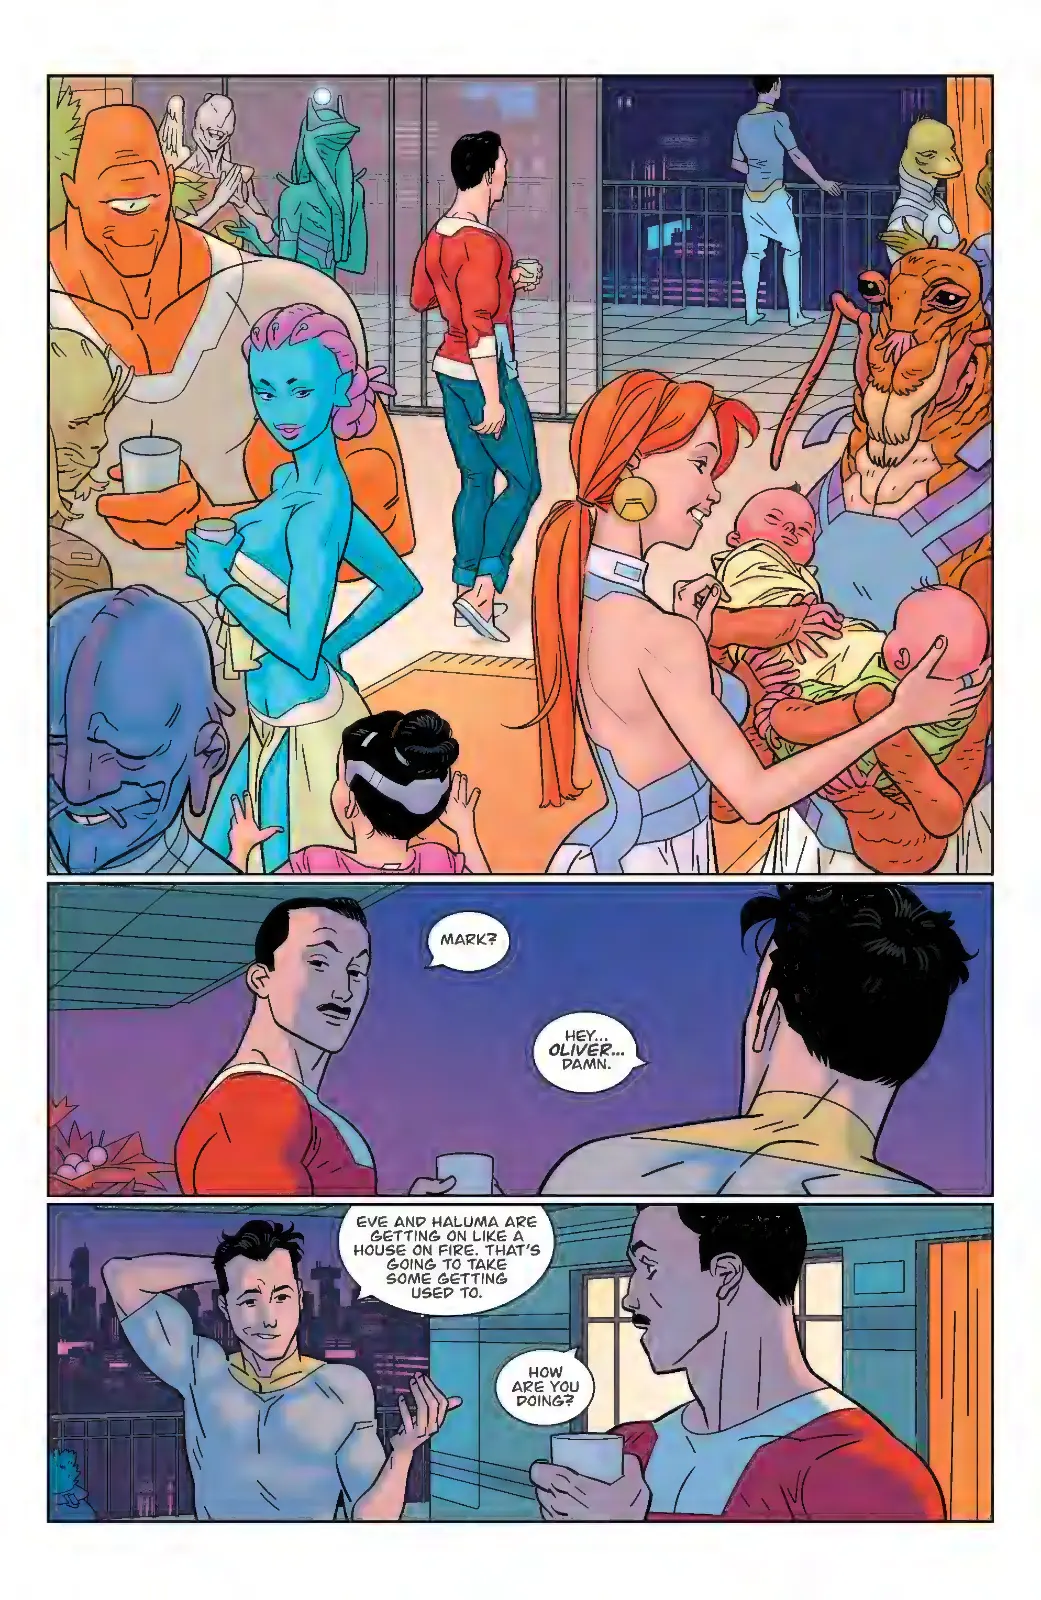 MARK?
HEY...
OLIVER...
DAMN.
EVE AND HALUMA ARE
GETTING ON LIKE A
HOUSE ON FIRE. THAT'S
GOING TO TAKE
SOME GETTING
USED TO.
HOW
ARE YOU
DOING?